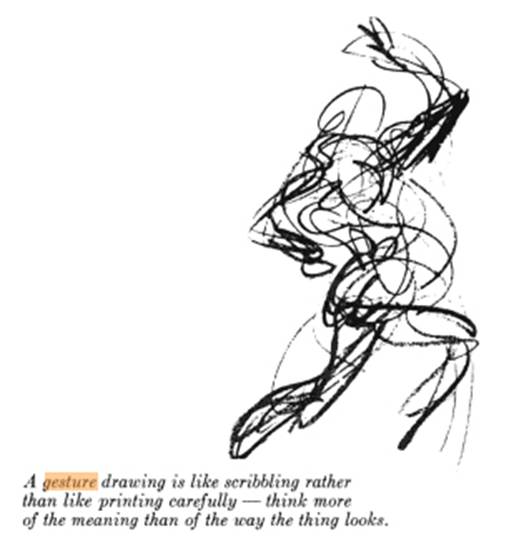 A gesture drawing is like scribbling rather
than like printing carefully — think more
of the meaning than of the way the thing looks.